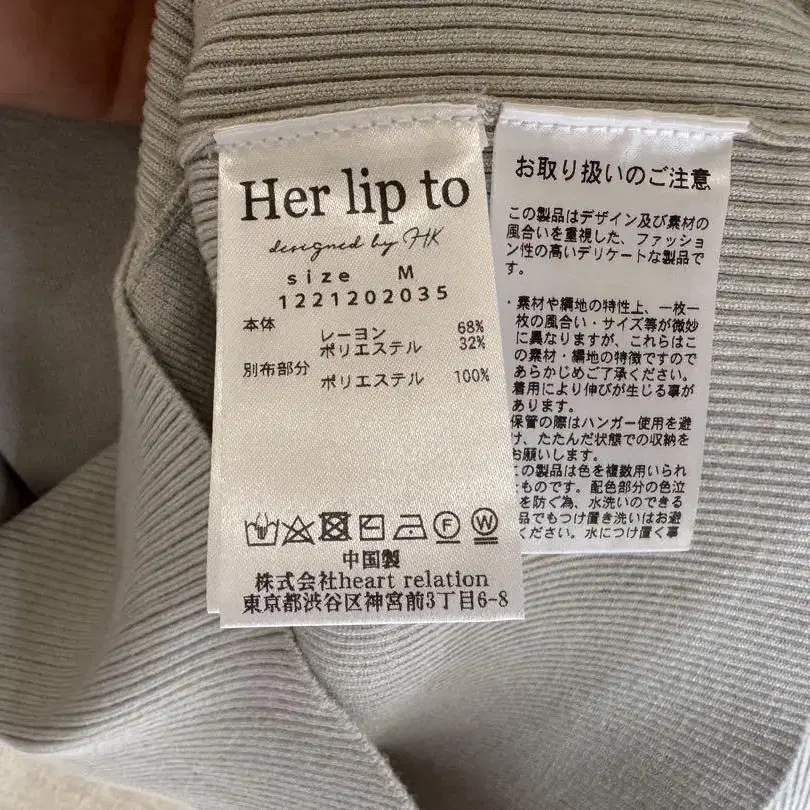 Her lip to
designed by HK
size M
1221202035
本体 レーヨン 68%
ポリエステル 32%
別布部分 ポリエステル 100%
F W
中国製
株式会社heart relation
東京都渋谷区神宮前3丁目6-8
お取り扱いのご注意
この製品はデザイン及び素材の
風合いを重視した、ファッショ
ン性の高いデリケートな製品で
す。
・素材や編地の特性上、一枚一
枚の風合い・サイズ等が微妙
に異なりますが、これらはこ
の素材・編地の特徴ですので
あらかじめご了承ください。
着用により伸びが生じる事が
あります。
保管の際はハンガー使用を避
け、たたんだ状態での収納を
お願いします。
この製品は色を複数用いられ
たものです。配色部分の色泣
を防ぐ為、水洗いのできる
品でもつけ置き洗いはお避
ください。水につけ置く事